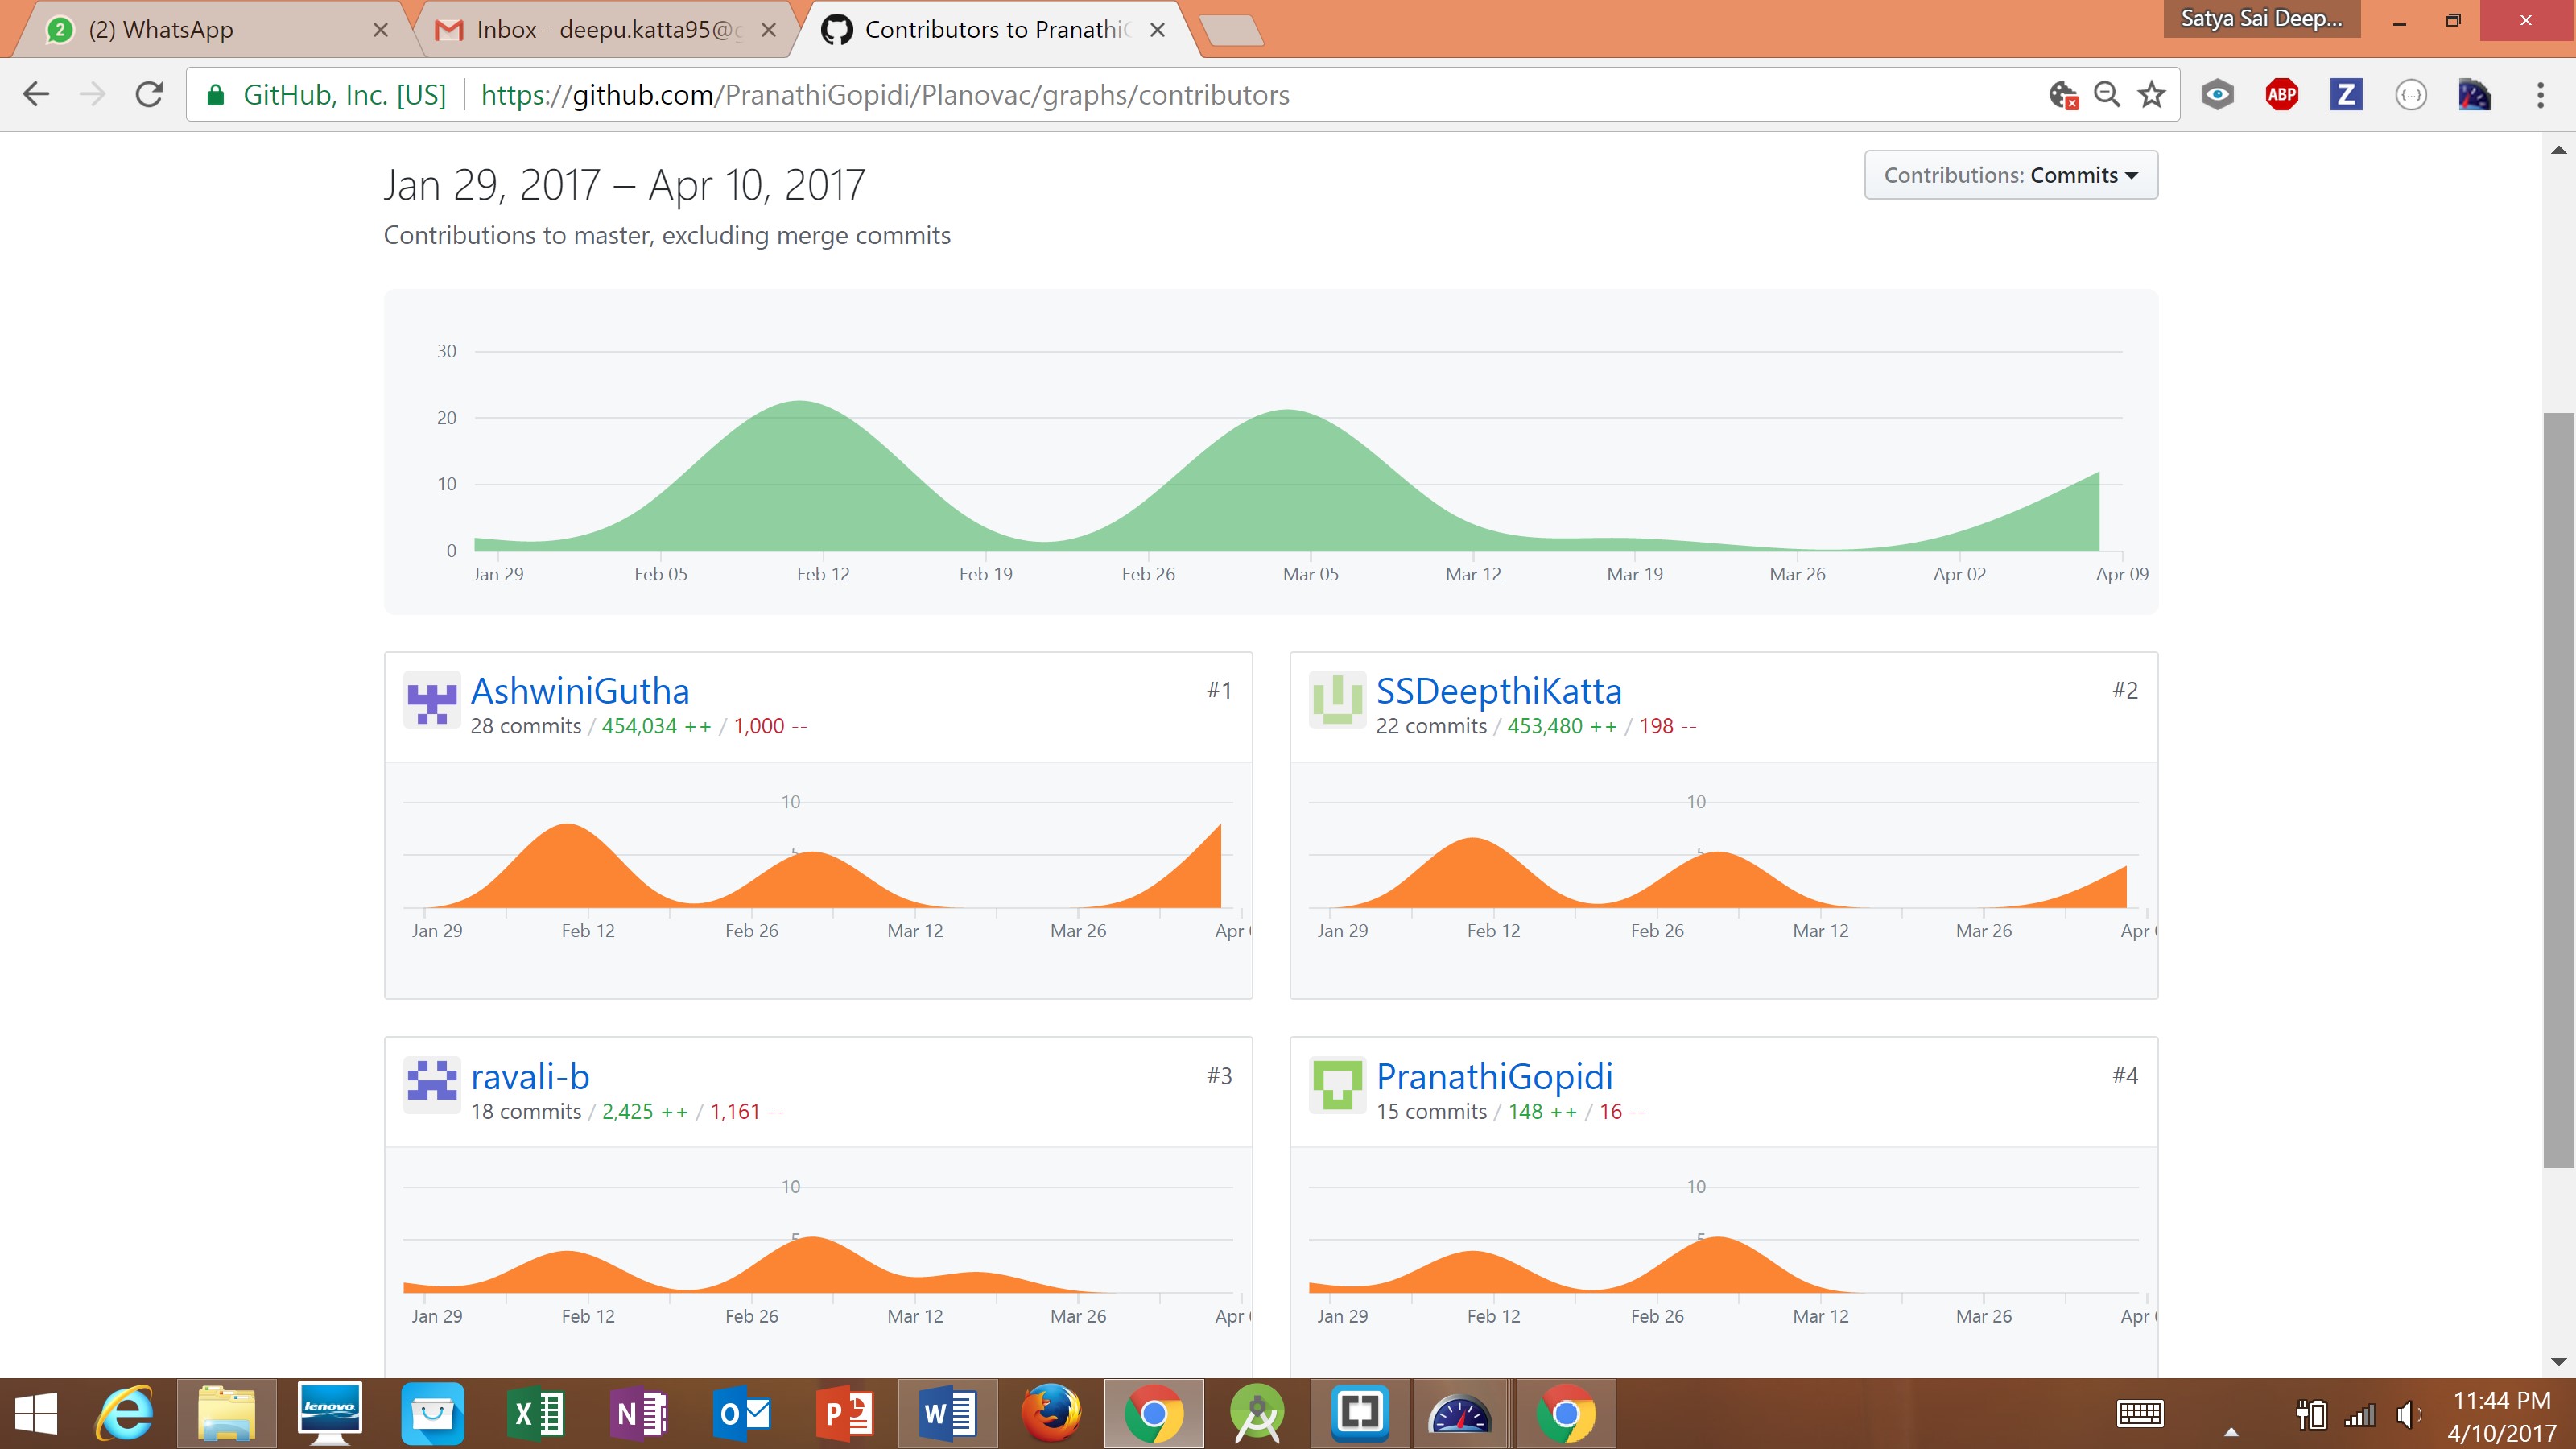 (2) WhatsApp
Inbox - deepu.katta95@g
Contributors to PranathiG
Satya Sai Deep...
GitHub, Inc. [US]
https://github.com/PranathiGopidi/Planovac/graphs/contributors
ABP
Z
{...}
Jan 29, 2017 – Apr 10, 2017
Contributions: Commits
Contributions to master, excluding merge commits
30
20
10
0
Jan 29 Feb 05 Feb 12 Feb 19 Feb 26 Mar 05 Mar 12 Mar 19 Mar 26 Apr 02 Apr 09
AshwiniGutha
#1
28 commits / 454,034 ++ / 1,000 --
10
5
Jan 29 Feb 12 Feb 26 Mar 12 Mar 26 Apr
SSDeepthiKatta
#2
22 commits / 453,480 ++ / 198 --
10
5
Jan 29 Feb 12 Feb 26 Mar 12 Mar 26 Apr
ravali-b
#3
18 commits / 2,425 ++ / 1,161 --
10
5
Jan 29 Feb 12 Feb 26 Mar 12 Mar 26 Apr
PranathiGopidi
#4
15 commits / 148 ++ / 16 --
10
5
Jan 29 Feb 12 Feb 26 Mar 12 Mar 26 Apr
lenovo
11:44 PM
4/10/2017